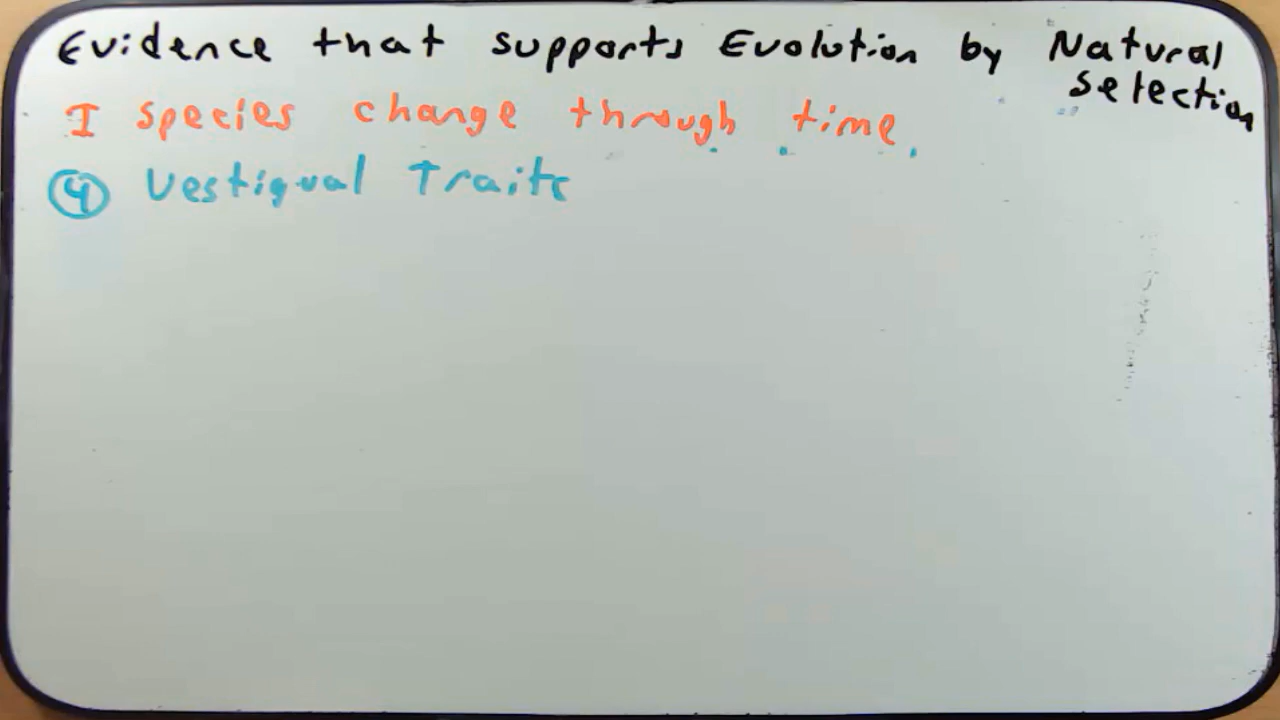 Evidence that supports Evolution by Natural
Selection
I species change through time
④ Vestigual Traits